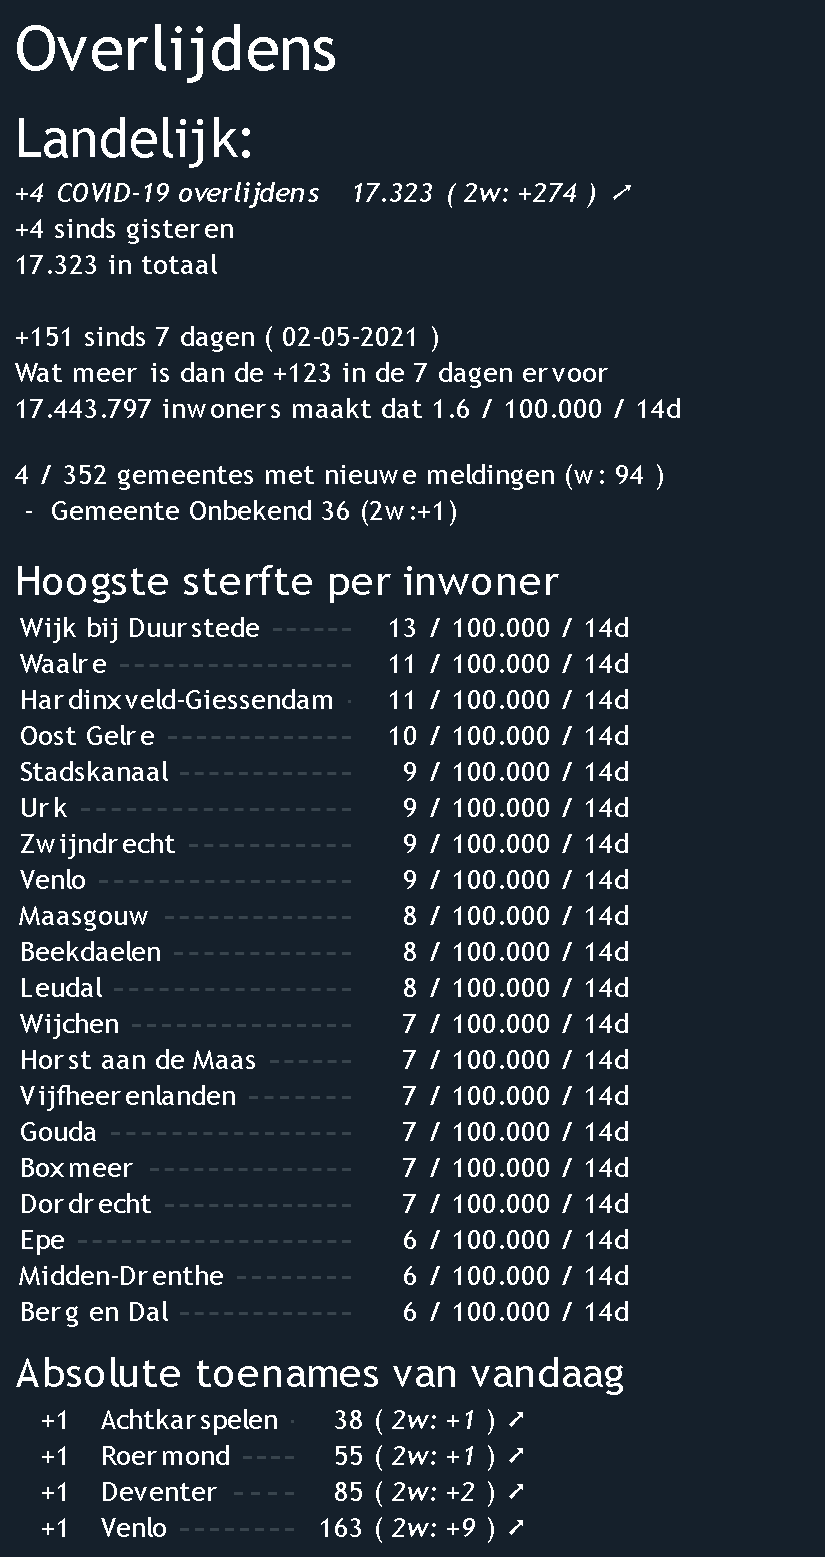 Overlijdens
Landelijk:
+4 COVID-19 overlijdens 17.323 ( 2w: +274 ) ➚
+4 sinds gisteren
17.323 in totaal
+151 sinds 7 dagen ( 02-05-2021 )
Wat meer is dan de +123 in de 7 dagen ervoor
17.443.797 inwoners maakt dat 1.6 / 100.000 / 14d
4 / 352 gemeentes met nieuwe meldingen (w: 94 )
- Gemeente Onbekend 36 (2w:+1)
Hoogste sterfte per inwoner
Wijk bij Duurstede ------ 13 / 100.000 / 14d
Waalre ----------------- 11 / 100.000 / 14d
Hardinxveld-Giessendam · 11 / 100.000 / 14d
Oost Gelre ------------- 10 / 100.000 / 14d
Stadskanaal ------------ 9 / 100.000 / 14d
Urk ------------------- 9 / 100.000 / 14d
Zwijndrecht ----------- 9 / 100.000 / 14d
Venlo ----------------- 9 / 100.000 / 14d
Maasgouw ------------- 8 / 100.000 / 14d
Beekdaelen ------------ 8 / 100.000 / 14d
Leudal ---------------- 8 / 100.000 / 14d
Wijchen --------------- 7 / 100.000 / 14d
Horst aan de Maas ------ 7 / 100.000 / 14d
Vijfheerenlanden ------- 7 / 100.000 / 14d
Gouda ---------------- 7 / 100.000 / 14d
Boxmeer -------------- 7 / 100.000 / 14d
Dordrecht ------------- 7 / 100.000 / 14d
Epe ------------------- 6 / 100.000 / 14d
Midden-Drenthe -------- 6 / 100.000 / 14d
Berg en Dal ------------ 6 / 100.000 / 14d
Absolute toenames van vandaag
+1 Achtkarspelen · 38 ( 2w: +1 ) ➚
+1 Roermond ---- 55 ( 2w: +1 ) ➚
+1 Deventer ---- 85 ( 2w: +2 ) ➚
+1 Venlo -------- 163 ( 2w: +9 ) ➚